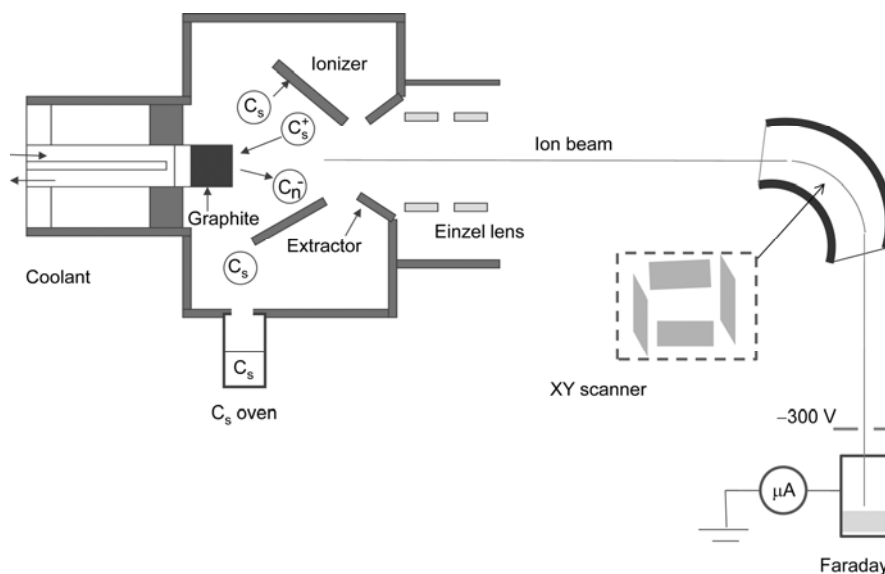 Ionizer
Cs
Cs+
Cn−
Graphite
Extractor
Cs
Coolant
Cs
Cs oven
Einzel lens
Ion beam
XY scanner
−300 V
μA
Faraday